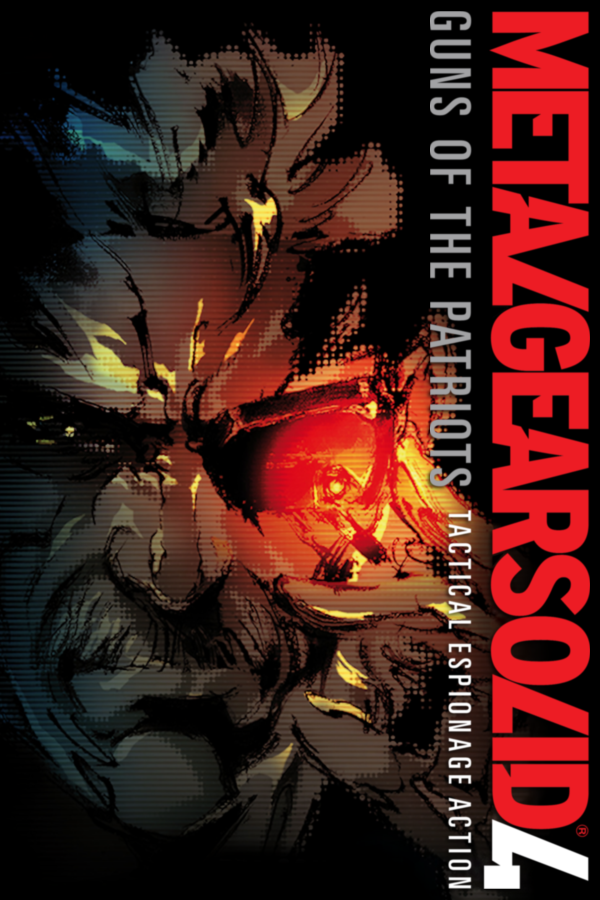 METAL GEAR SOLID® 4
GUNS OF THE PATRIOTS TACTICAL ESPIONAGE ACTION